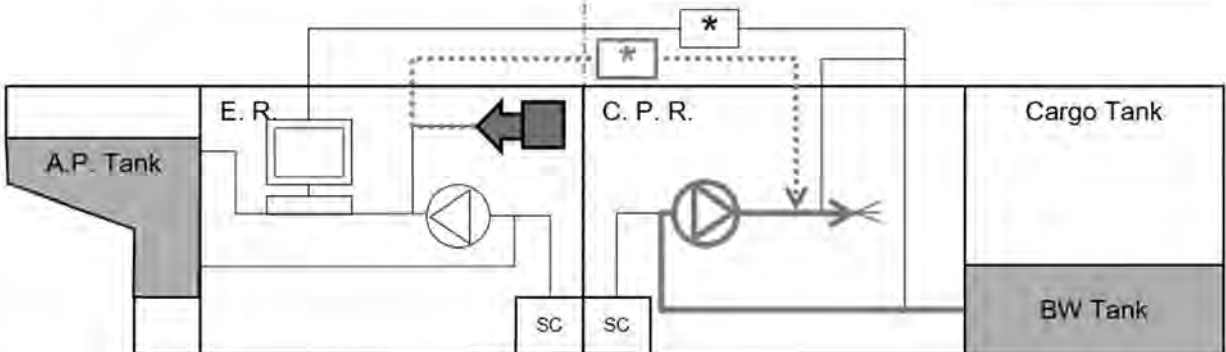 *
*
E. R.
C. P. R.
Cargo Tank
A.P. Tank
BW Tank
SC
SC